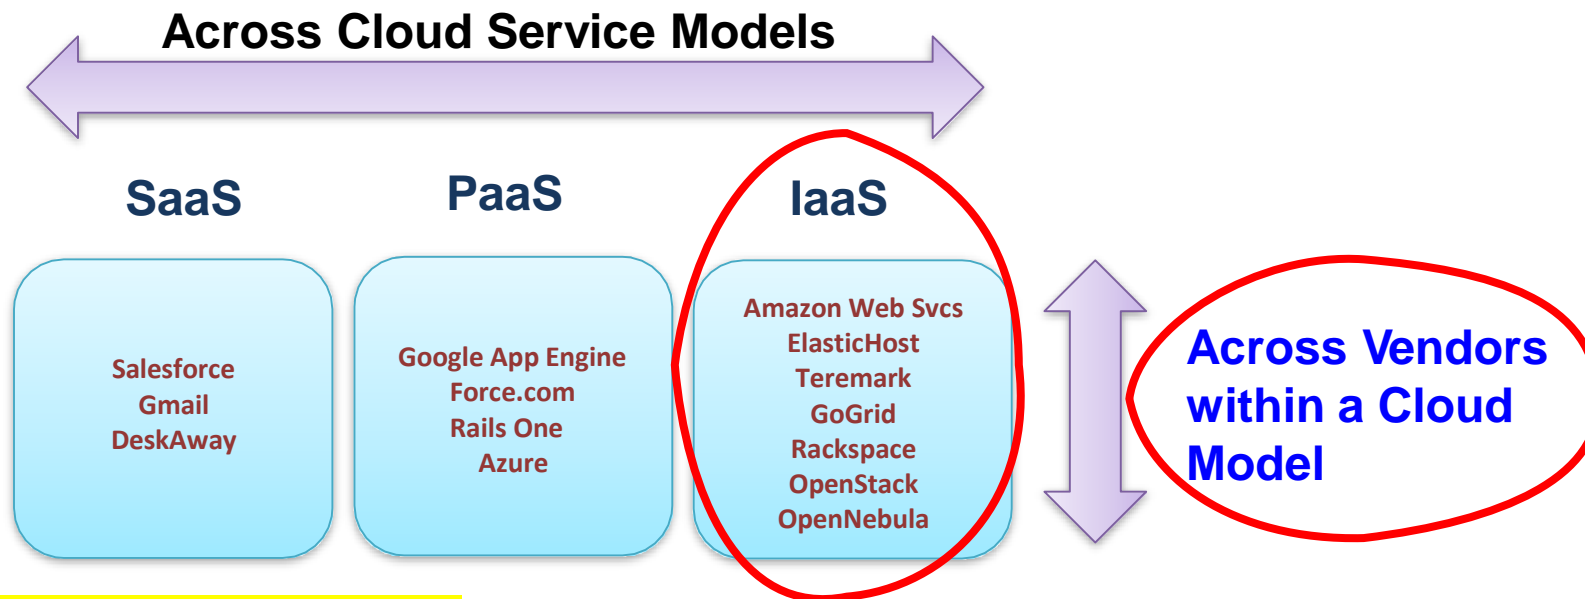 Across Cloud Service Models
SaaS
PaaS
IaaS
Salesforce
Gmail
DeskAway
Google App Engine
Force.com
Rails One
Azure
Amazon Web Svcs
ElasticHost
Teremark
GoGrid
Rackspace
OpenStack
OpenNebula
Across Vendors
within a Cloud
Model